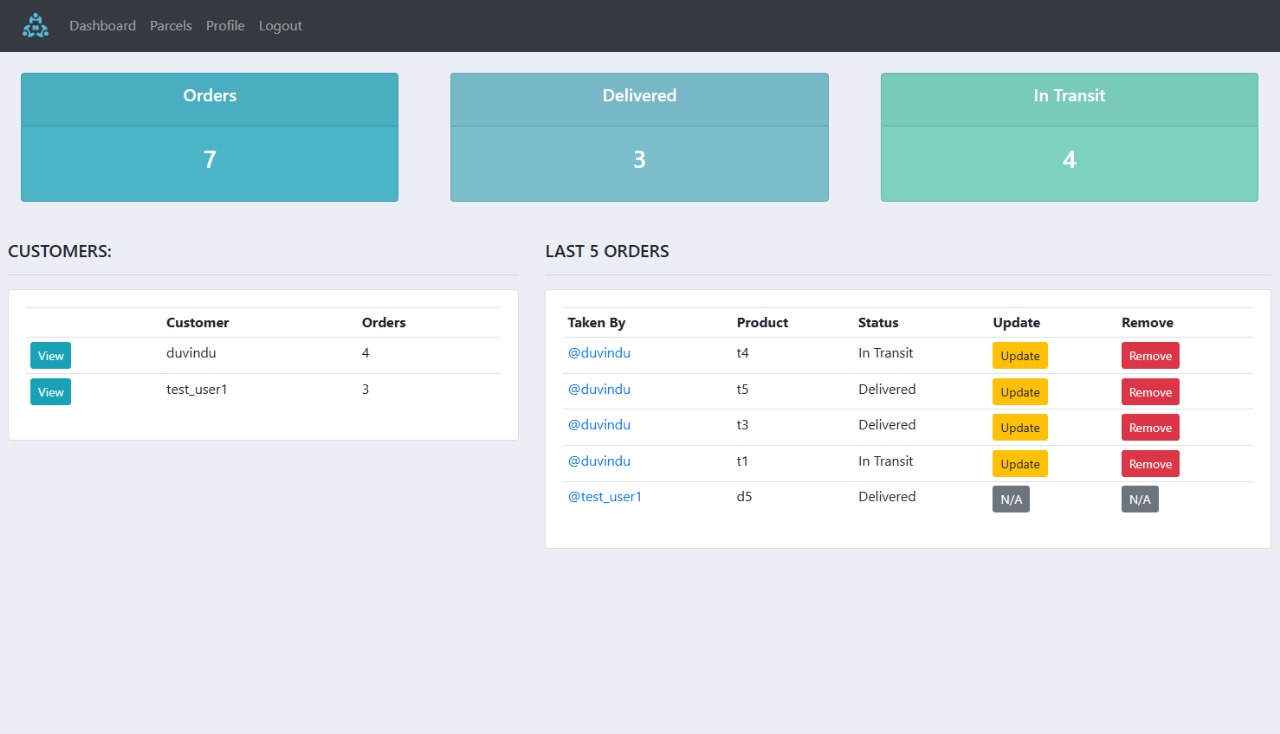 Dashboard Parcels Profile Logout
Orders
7
Delivered
3
In Transit
4
CUSTOMERS:
Customer Orders
View duvindu 4
View test_user1 3
LAST 5 ORDERS
Taken By Product Status Update Remove
@duvindu t4 In Transit Update Remove
@duvindu t5 Delivered Update Remove
@duvindu t3 Delivered Update Remove
@duvindu t1 In Transit Update Remove
@test_user1 d5 Delivered N/A N/A